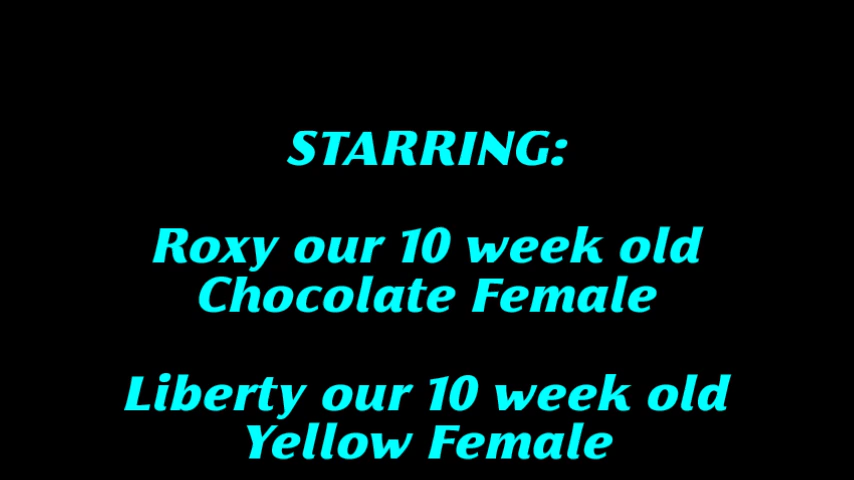 STARRING:
Roxy our 10 week old
Chocolate Female
Liberty our 10 week old
Yellow Female